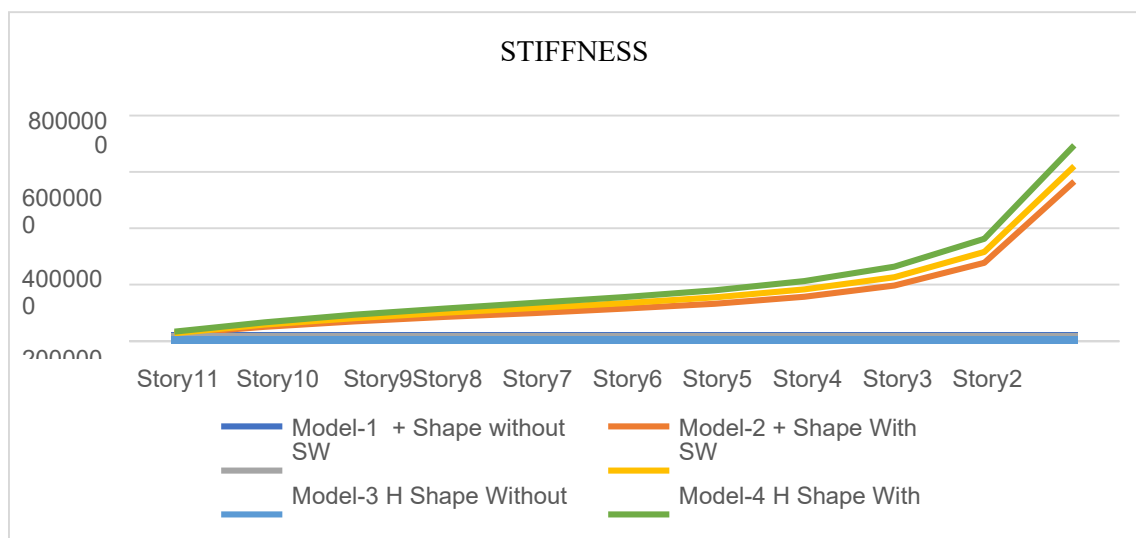 STIFFNESS
800000
0
600000
0
400000
0
200000
Story11 Story10 Story9Story8 Story7 Story6 Story5 Story4 Story3 Story2
Model-1 + Shape without
SW
Model-2 + Shape With
SW
Model-3 H Shape Without
Model-4 H Shape With